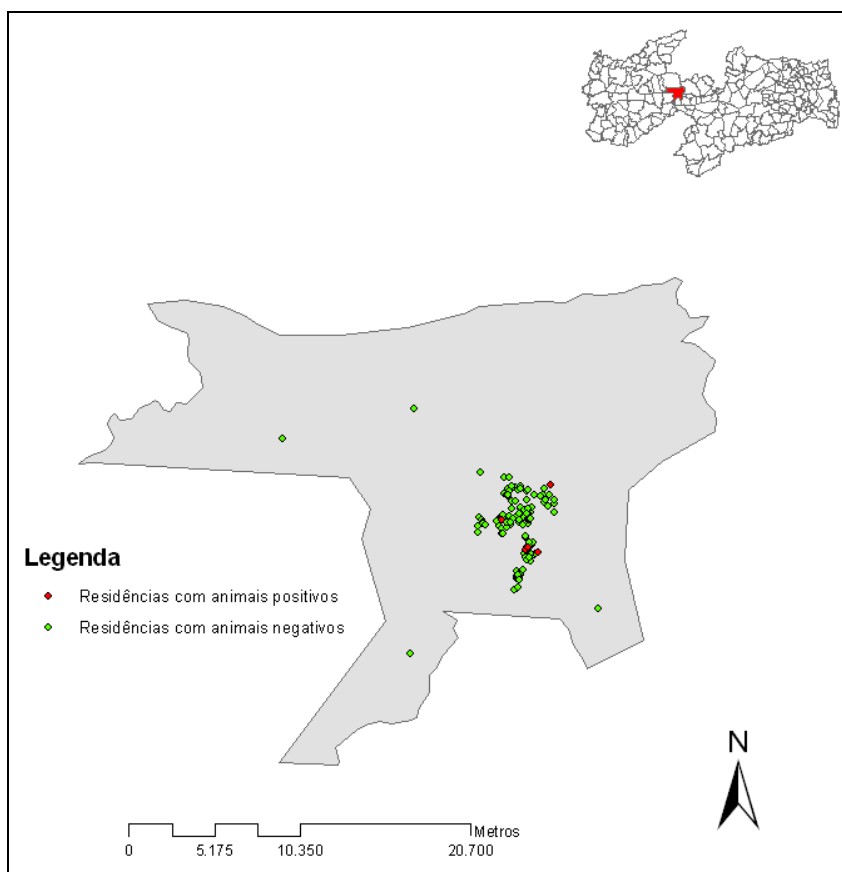 Legenda
Residências com animais positivos
Residências com animais negativos
N
Metros
0 5.175 10.350 20.700